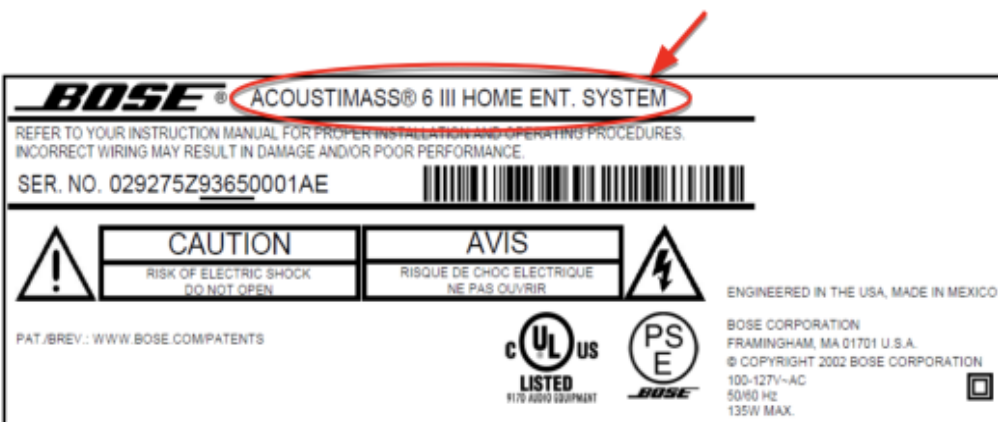 BOSE® ACOUSTIMASS® 6 III HOME ENT. SYSTEM
REFER TO YOUR INSTRUCTION MANUAL FOR PROPER INSTALLATION AND OPERATING PROCEDURES.
INCORRECT WIRING MAY RESULT IN DAMAGE AND/OR POOR PERFORMANCE.
SER. NO. 029275Z93650001AE
CAUTION
RISK OF ELECTRIC SHOCK
DO NOT OPEN
AVIS
RISQUE DE CHOC ELECTRIQUE
NE PAS OUVRIR
ENGINEERED IN THE USA, MADE IN MEXICO
PAT./BREV.: WWW.BOSE.COM/PATENTS
C UL US
LISTED
9170 AUDIO EQUIPMENT
PS
E
BOSE
BOSE CORPORATION
FRAMINGHAM, MA 01701 U.S.A.
© COPYRIGHT 2002 BOSE CORPORATION
100-127V~AC
50/60 Hz
135W MAX.